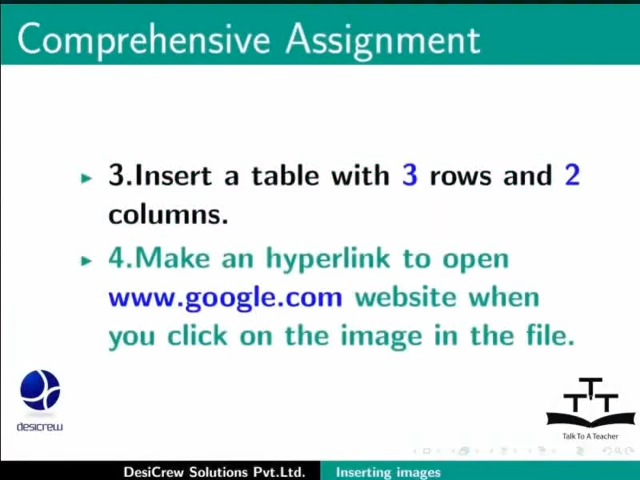 Comprehensive Assignment
3.Insert a table with 3 rows and 2
columns.
4.Make an hyperlink to open
www.google.com website when
you click on the image in the file.
desicrew
TTT
Talk To A Teacher
DesiCrew Solutions Pvt.Ltd. Inserting images